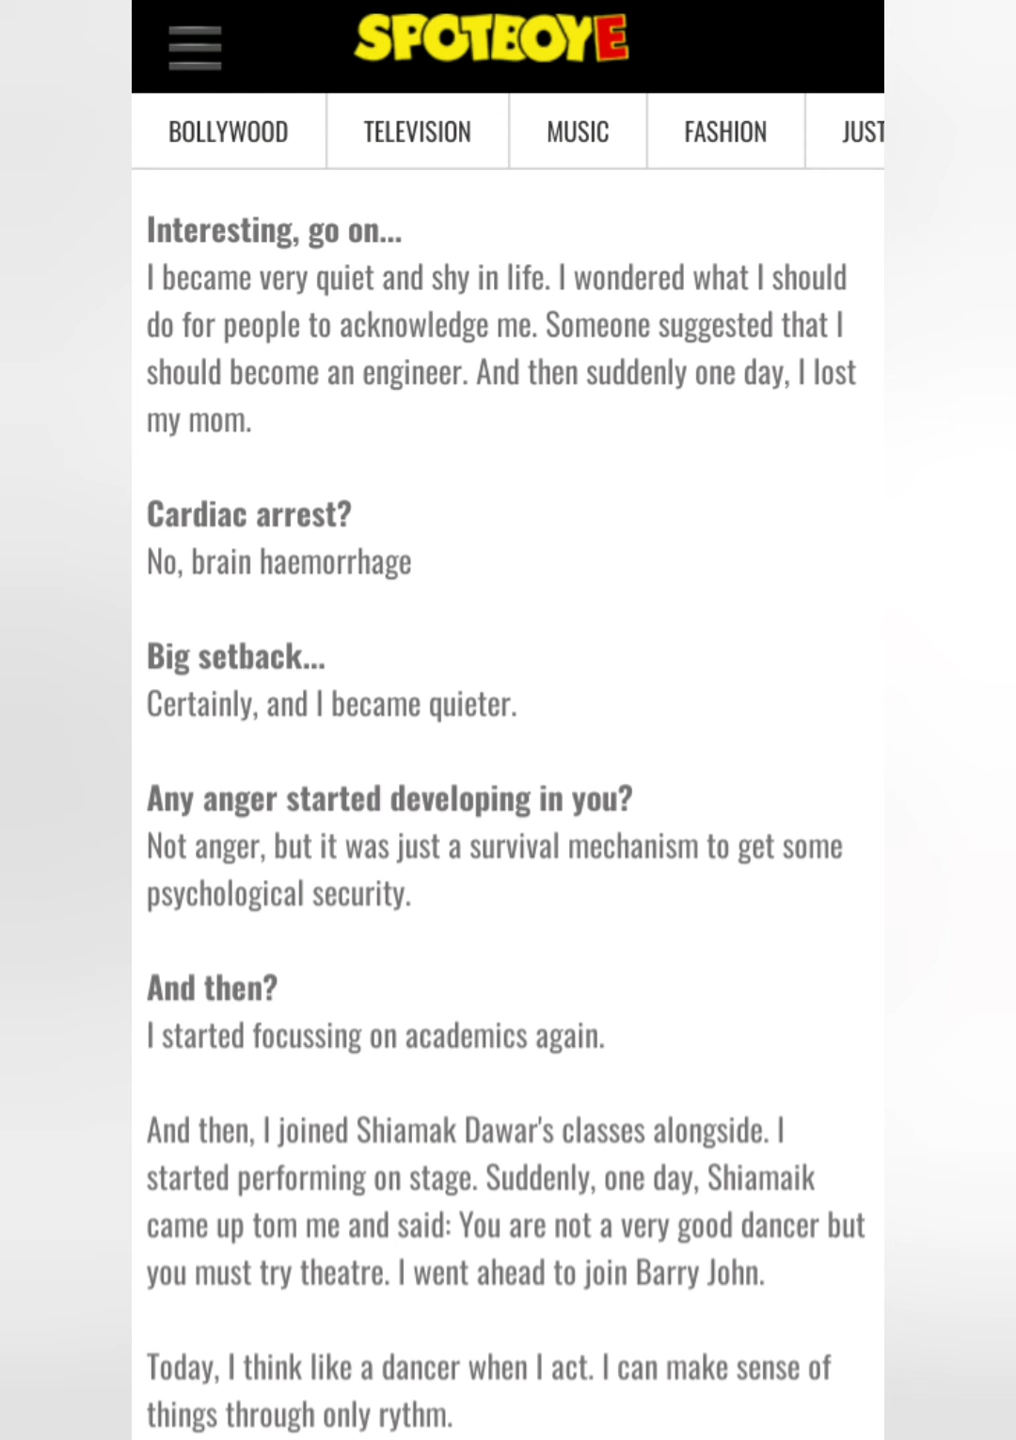 SPOTBOYE
BOLLYWOOD
TELEVISION
MUSIC
FASHION
JUST
Interesting, go on...
I became very quiet and shy in life. I wondered what I should
do for people to acknowledge me. Someone suggested that I
should become an engineer. And then suddenly one day, I lost
my mom.
Cardiac arrest?
No, brain haemorrhage
Big setback...
Certainly, and I became quieter.
Any anger started developing in you?
Not anger, but it was just a survival mechanism to get some
psychological security.
And then?
I started focussing on academics again.
And then, I joined Shiamak Dawar's classes alongside. I
started performing on stage. Suddenly, one day, Shiamaik
came up tom me and said: You are not a very good dancer but
you must try theatre. I went ahead to join Barry John.
Today, I think like a dancer when I act. I can make sense of
things through only rythm.